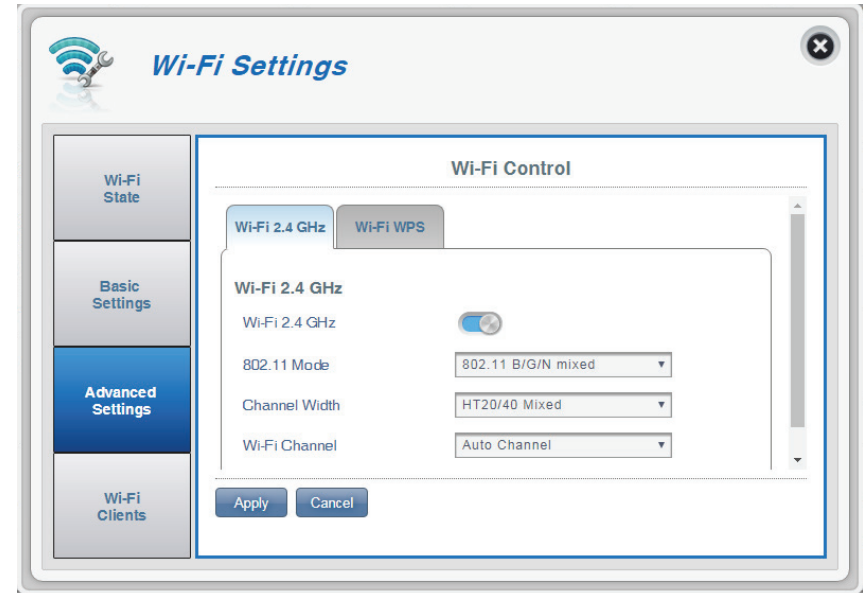 Wi-Fi Settings
Wi-Fi
State
Basic
Settings
Advanced
Settings
Wi-Fi
Clients
Wi-Fi Control
Wi-Fi 2.4 GHz
Wi-Fi WPS
Wi-Fi 2.4 GHz
Wi-Fi 2.4 GHz
802.11 Mode
802.11 B/G/N mixed
Channel Width
HT20/40 Mixed
Wi-Fi Channel
Auto Channel
Apply
Cancel